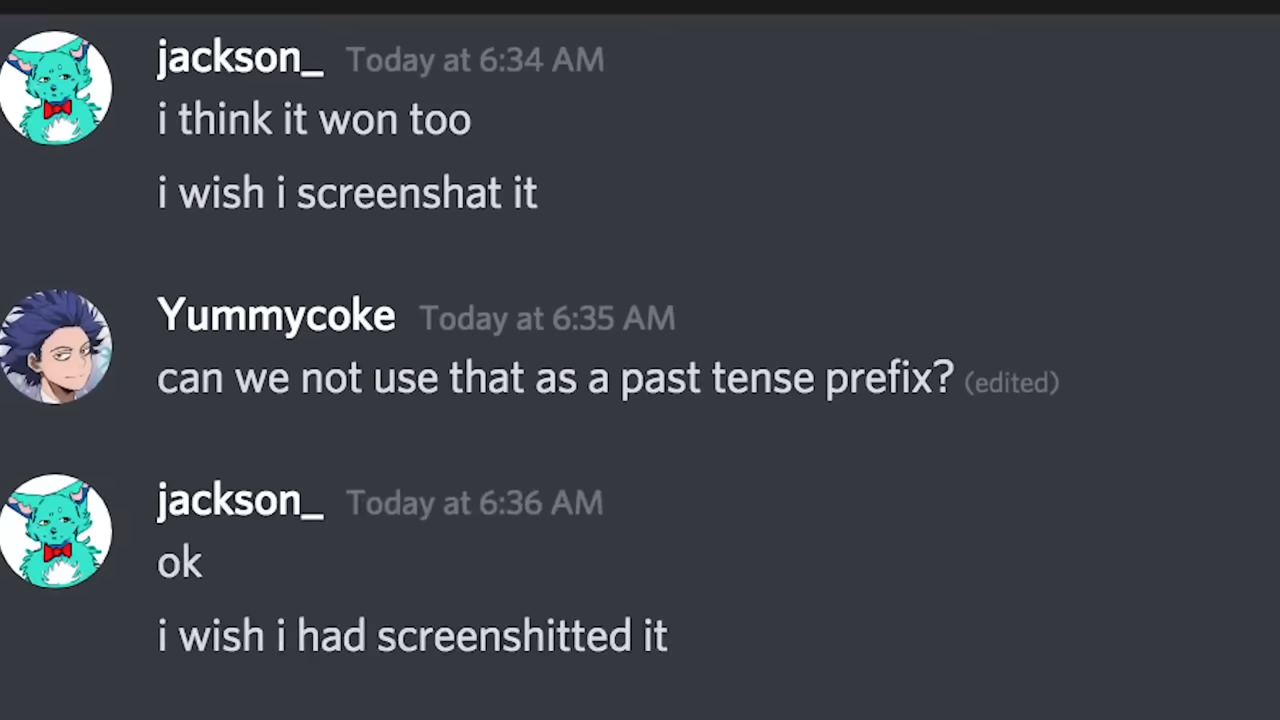 jackson_ Today at 6:34 AM
i think it won too
i wish i screenshat it
Yummycoke Today at 6:35 AM
can we not use that as a past tense prefix? (edited)
jackson_ Today at 6:36 AM
ok
i wish i had screenshitted it